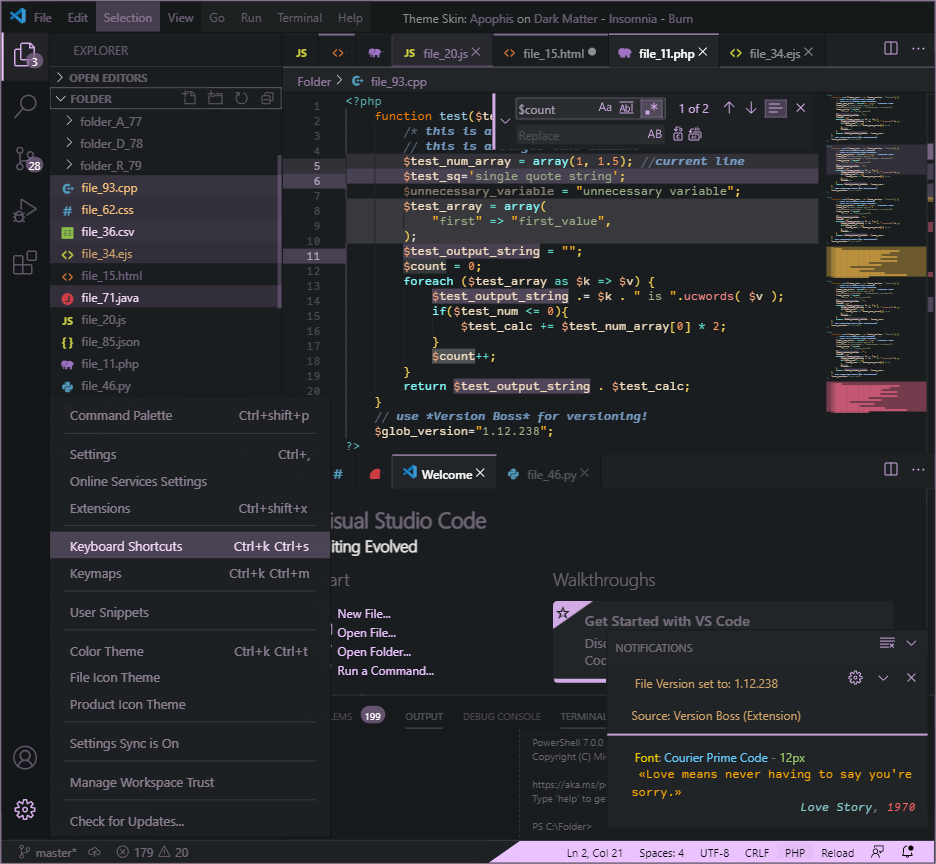 File Edit Selection View Go Run Terminal Help Theme Skin: Apophis on Dark Matter - Insomnia - Burn
3
28
EXPLORER
OPEN EDITORS
FOLDER
folder_A_77
folder_D_78
folder_R_79
file_93.cpp
file_62.css
file_36.csv
file_34.ejs
file_15.html
file_71.java
JS file_20.js
file_85.json
file_11.php
file_46.py
JS JS file_20.js file_15.html file_11.php file_34.ejs
Folder > file_93.cpp
$count Aa Abl .* 1 of 2
Replace AB
1 <?php
2 function test($t
3 /* this is a
4 // this is a
5 $test_num_array = array(1, 1.5); //current line
6 $test_sq='single quote string';
7 $unnecessary_variable = "unnecessary variable";
8 $test_array = array(
9 "first" => "first_value",
10 );
11 $test_output_string = "";
12 $count = 0;
13 foreach ($test_array as $k => $v) {
14 $test_output_string .= $k . " is ".ucwords( $v );
15 if($test_num <= 0){
16 $test_calc += $test_num_array[0] * 2;
17 }
18 $count++;
19 }
20 return $test_output_string . $test_calc;
}
// use *Version Boss* for versioning!
$glob_version="1.12.238";
?>
Command Palette Ctrl+shift+p
Settings Ctrl+,
Online Services Settings
Extensions Ctrl+shift+x
Keyboard Shortcuts Ctrl+k Ctrl+s
Keymaps Ctrl+k Ctrl+m
User Snippets
Color Theme Ctrl+k Ctrl+t
File Icon Theme
Product Icon Theme
Settings Sync is On
Manage Workspace Trust
Check for Updates...
# Welcome file_46.py
isual Studio Code
iting Evolved
art
New File...
Open File...
Open Folder...
Run a Command...
Walkthroughs
Get Started with VS Code
Disc
Coc
LEMS 199 OUTPUT DEBUG CONSOLE TERMINAL
PowerShell 7.0.0
Copyright (C) Mi
https://aka.ms/p
Type 'help' to ge
PS C:\Folder>
NOTIFICATIONS
File Version set to: 1.12.238
Source: Version Boss (Extension)
Font: Courier Prime Code - 12px
«Love means never having to say you're
sorry.»
Love Story, 1970
master* 179 20 Ln 2, Col 21 Spaces: 4 UTF-8 CRLF PHP Reload